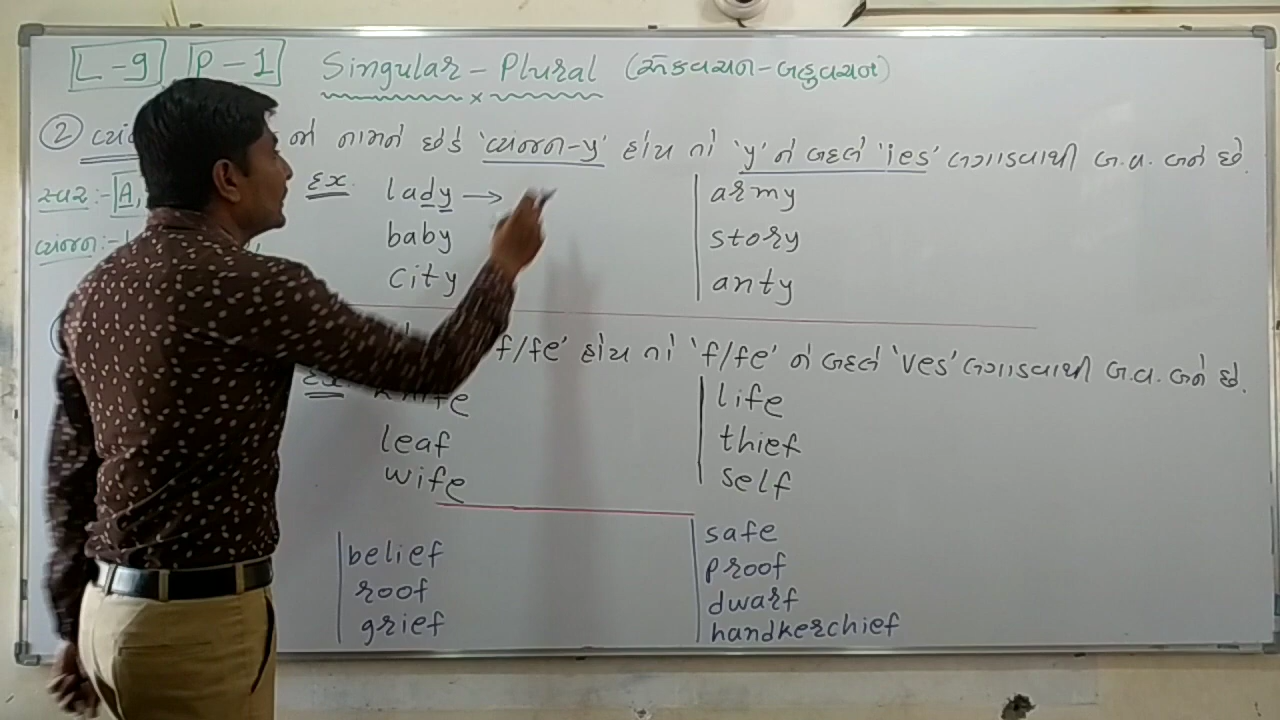 L-9 P-1 Singular - Plural (એકવચન-બહુવચન)
② ને નામને છેડે 'વ્યંજન-y' હોય તો 'y' ને બદલે 'ies' લગાડવાથી બ.વ. બને છે.
સ્વર :- A,
Ex lady → army
વ્યંજન :-
baby story
city anty
f/fe' હોય તો 'f/fe' ને બદલે 'ves' લગાડવાથી બ.વ. બને છે.
Ex knife life
leaf thief
wife self
belief safe
roof proof
grief dwarf
handkerchief